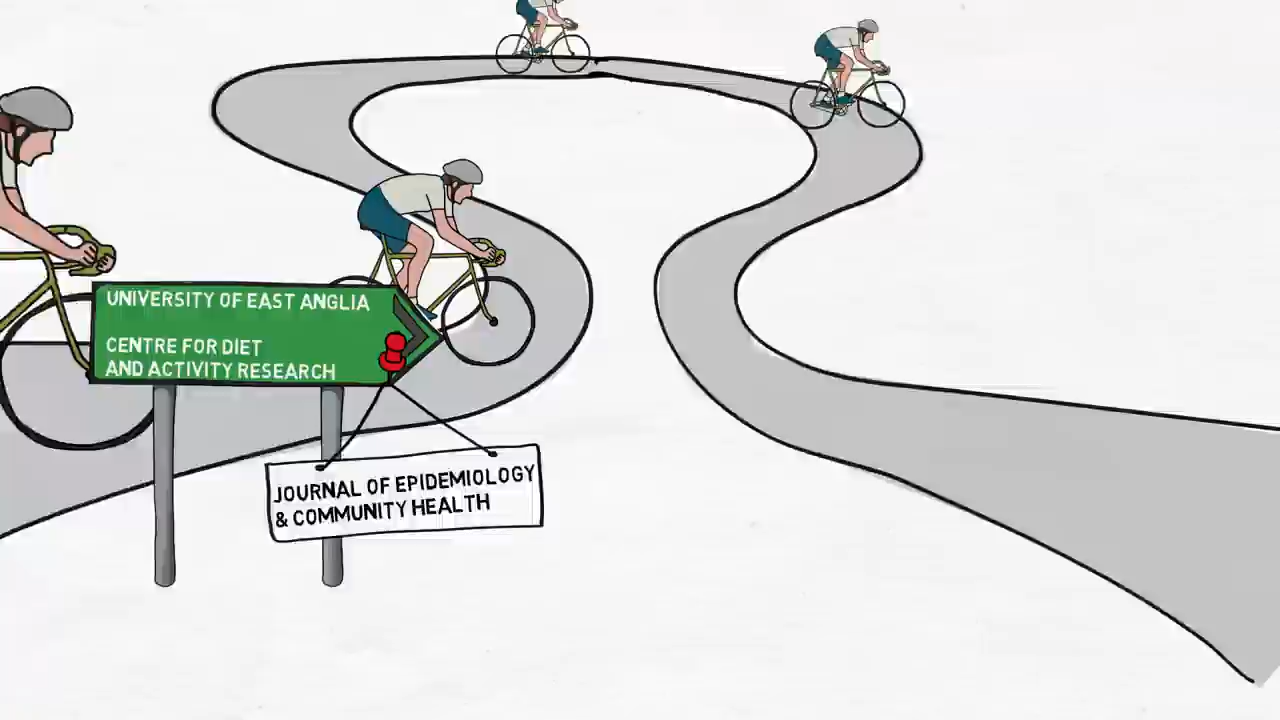 UNIVERSITY OF EAST ANGLIA
CENTRE FOR DIET
AND ACTIVITY RESEARCH
JOURNAL OF EPIDEMIOLOGY
& COMMUNITY HEALTH